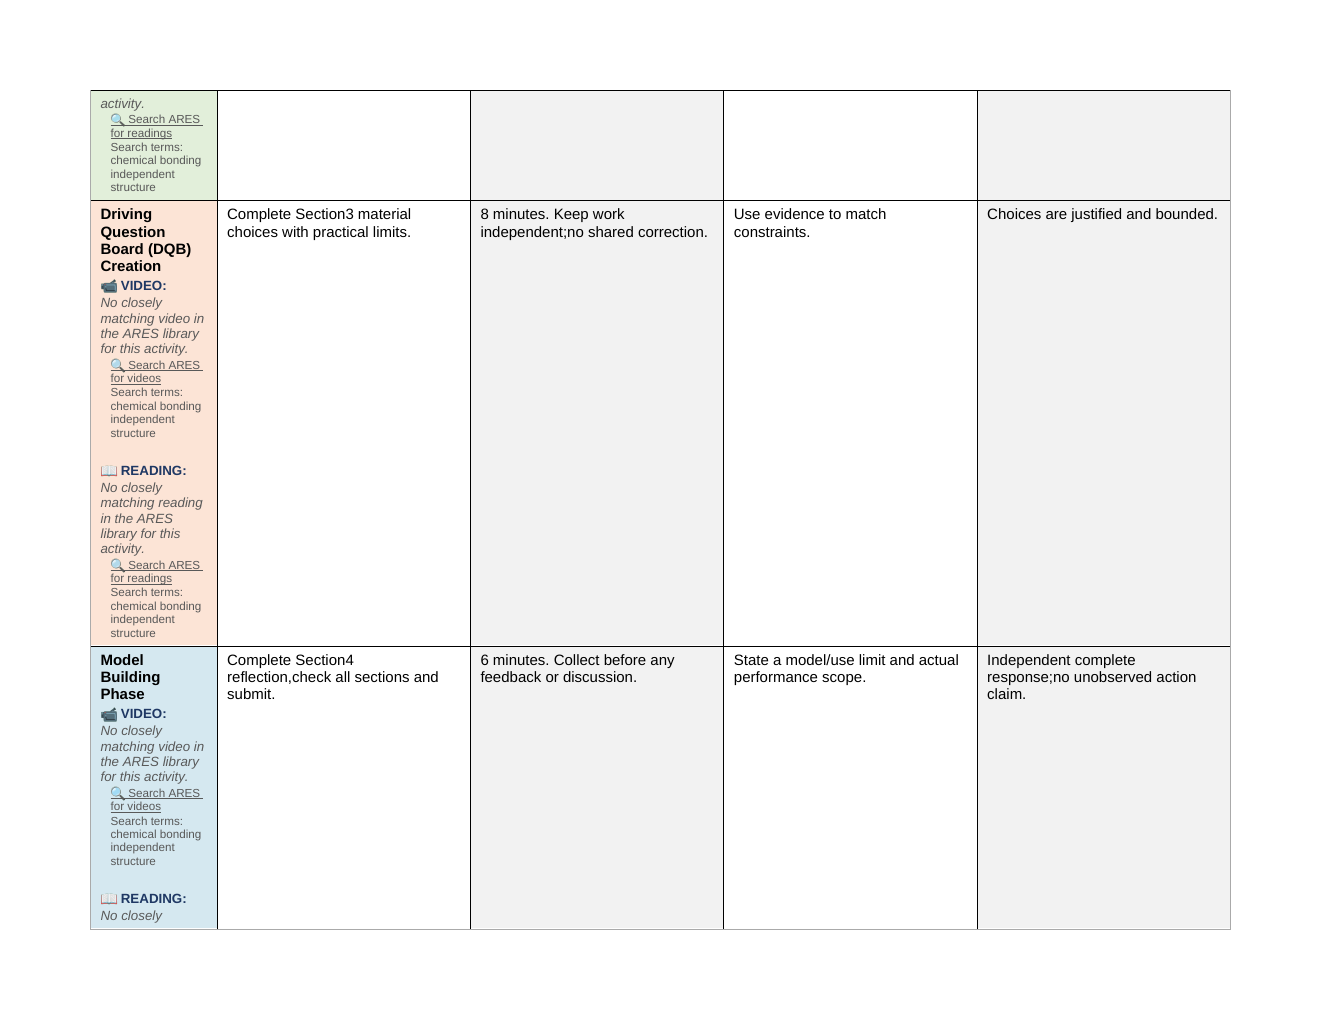 activity.
🔍 Search ARES
for readings
Search terms:
chemical bonding
independent
structure
Driving
Question
Board (DQB)
Creation
📹 VIDEO:
No closely
matching video in
the ARES library
for this activity.
🔍 Search ARES
for videos
Search terms:
chemical bonding
independent
structure
📖 READING:
No closely
matching reading
in the ARES
library for this
activity.
🔍 Search ARES
for readings
Search terms:
chemical bonding
independent
structure
Complete Section3 material
choices with practical limits.
8 minutes. Keep work
independent;no shared correction.
Use evidence to match
constraints.
Choices are justified and bounded.
Model
Building
Phase
📹 VIDEO:
No closely
matching video in
the ARES library
for this activity.
🔍 Search ARES
for videos
Search terms:
chemical bonding
independent
structure
📖 READING:
No closely
Complete Section4
reflection,check all sections and
submit.
6 minutes. Collect before any
feedback or discussion.
State a model/use limit and actual
performance scope.
Independent complete
response;no unobserved action
claim.